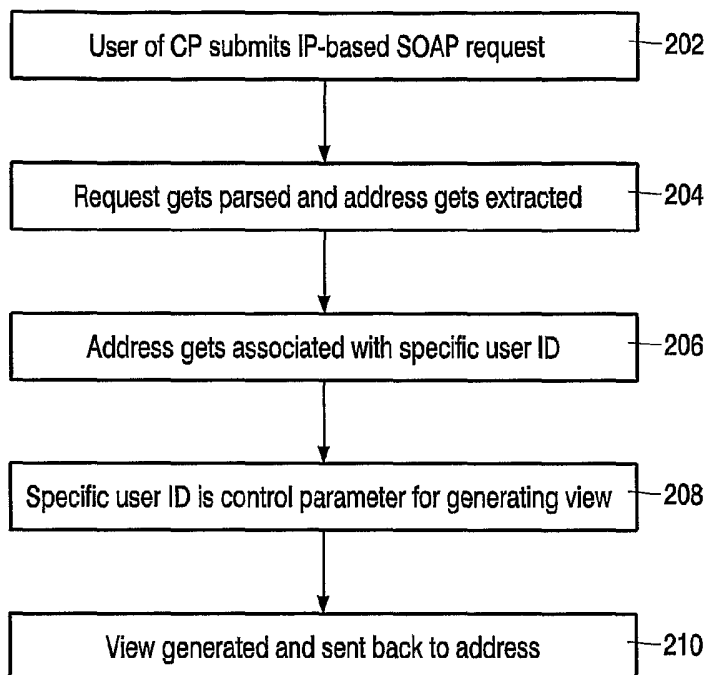 User of CP submits IP-based SOAP request 202
Request gets parsed and address gets extracted 204
Address gets associated with specific user ID 206
Specific user ID is control parameter for generating view 208
View generated and sent back to address 210